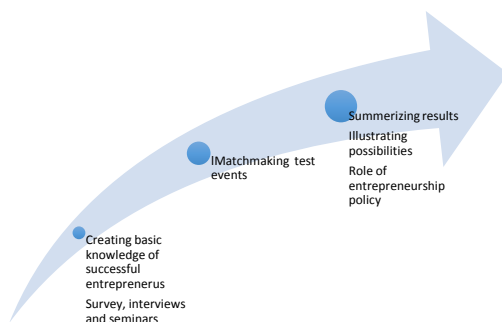 Creating basic
knowledge of
successful
entreprenerus
Survey, interviews
and seminars
IMatchmaking test
events
Summerizing results
Illustrating
possibilities
Role of
entrepreneurship
policy